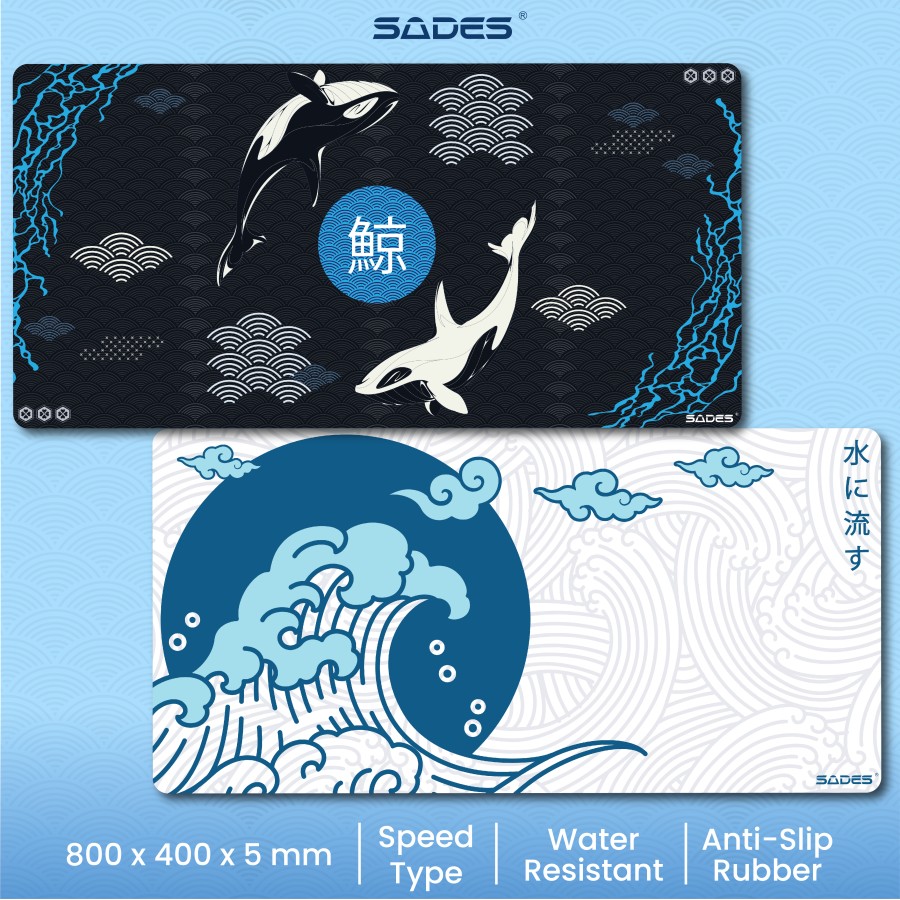 SADES®
鯨
SADES®
水に流す
SADES®
800 x 400 x 5 mm
Speed
Type
Water
Resistant
Anti-Slip
Rubber